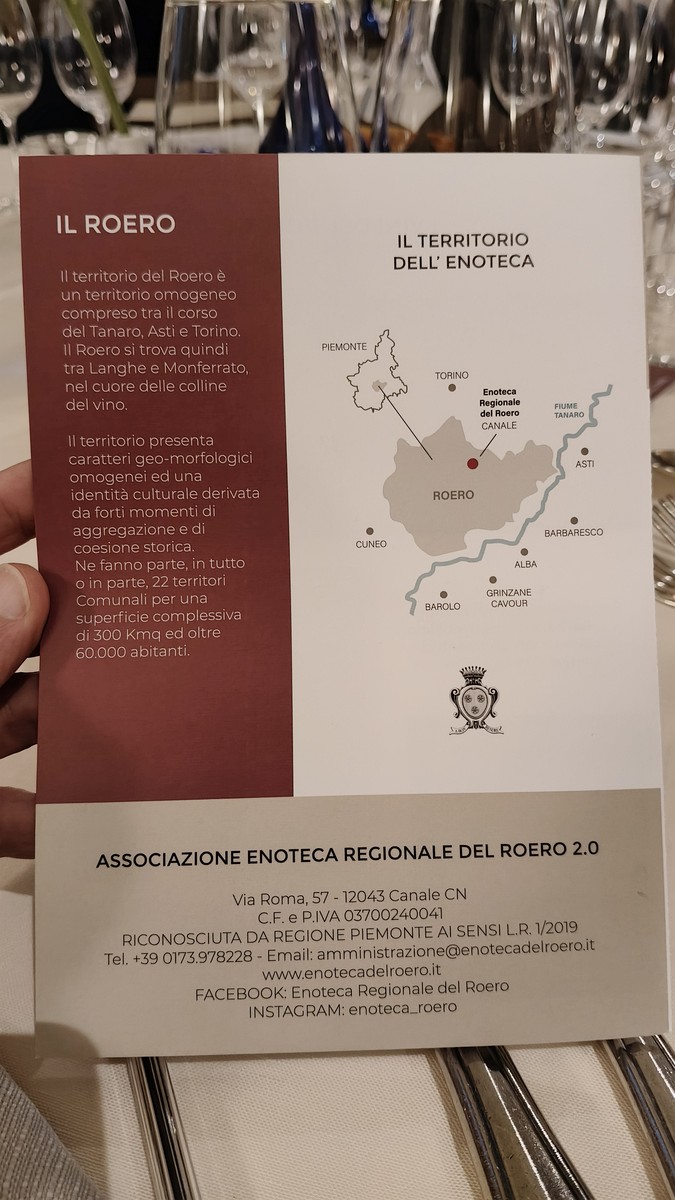 IL ROERO
Il territorio del Roero è
un territorio omogeneo
compreso tra il corso
del Tanaro, Asti e Torino.
Il Roero si trova quindi
tra Langhe e Monferrato,
nel cuore delle colline
del vino.
Il territorio presenta
caratteri geo-morfologici
omogenei ed una
identità culturale derivata
da forti momenti di
aggregazione e di
coesione storica.
Ne fanno parte, in tutto
o in parte, 22 territori
Comunali per una
superficie complessiva
di 300 Kmq ed oltre
60.000 abitanti.
IL TERRITORIO
DELL' ENOTECA
PIEMONTE
TORINO
Enoteca
Regionale
del Roero
CANALE
FIUME
TANARO
ASTI
ROERO
BARBARESCO
CUNEO
ALBA
GRINZANE
CAVOUR
BAROLO
ASSOCIAZIONE ENOTECA REGIONALE DEL ROERO 2.0
Via Roma, 57 - 12043 Canale CN
C.F. e P.IVA 03700240041
RICONOSCIUTA DA REGIONE PIEMONTE AI SENSI L.R. 1/2019
Tel. +39 0173.978228 - Email: amministrazione@enotecadelroero.it
www.enotecadelroero.it
FACEBOOK: Enoteca Regionale del Roero
INSTAGRAM: enoteca_roero